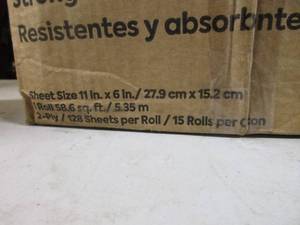 Strong
Resistentes y absorbnte
Sheet Size 11 in. x 6 in./ 27.9 cm x 15.2 cm
1 Roll 58.6 sq. ft./ 5.35 m
2-Ply / 128 Sheets per Roll / 15 Rolls per